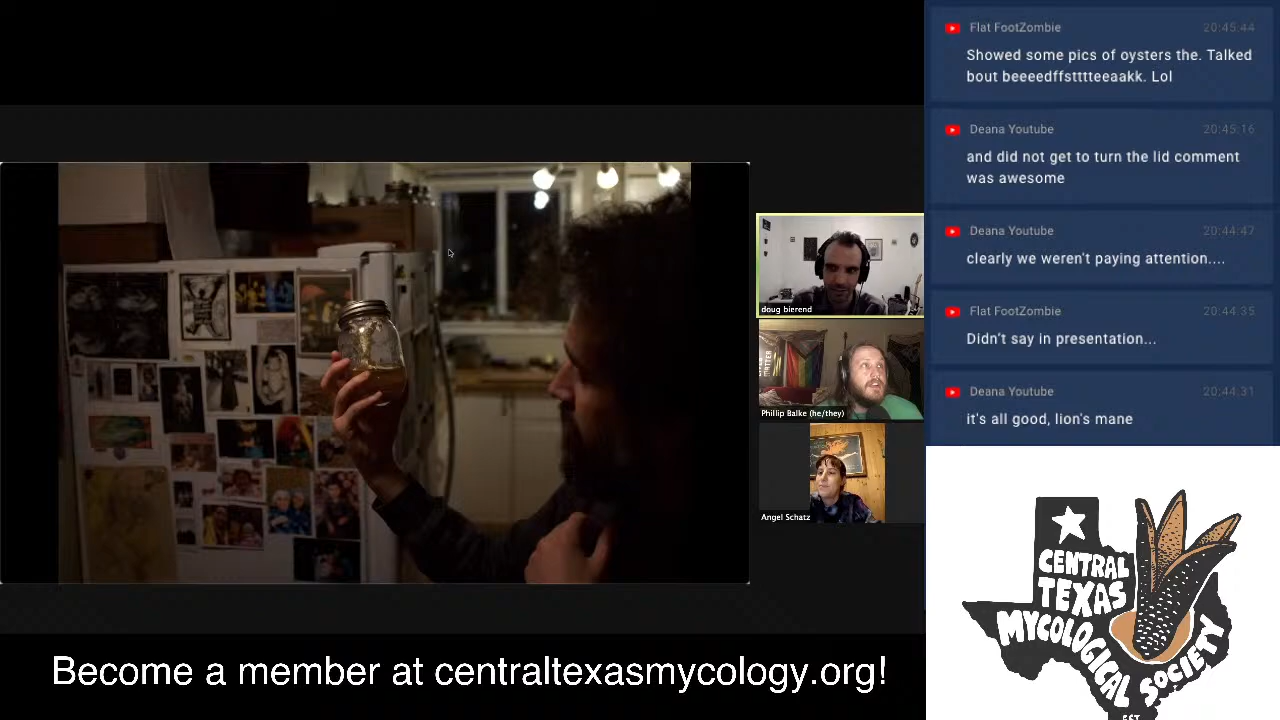 Flat FootZombie 20:45:44
Showed some pics of oysters the. Talked
bout beeeedffstttteeaakk. Lol
Deana Youtube 20:45:16
and did not get to turn the lid comment
was awesome
Deana Youtube 20:44:47
clearly we weren't paying attention....
Flat FootZombie 20:44:35
Didn't say in presentation...
Deana Youtube 20:44:31
it's all good, lion's mane
doug bierend
Phillip Balke (he/they)
Angel Schatz
Become a member at centraltexasmycology.org!
CENTRAL
TEXAS
MYCOLOGICAL
SOCIETY
EST